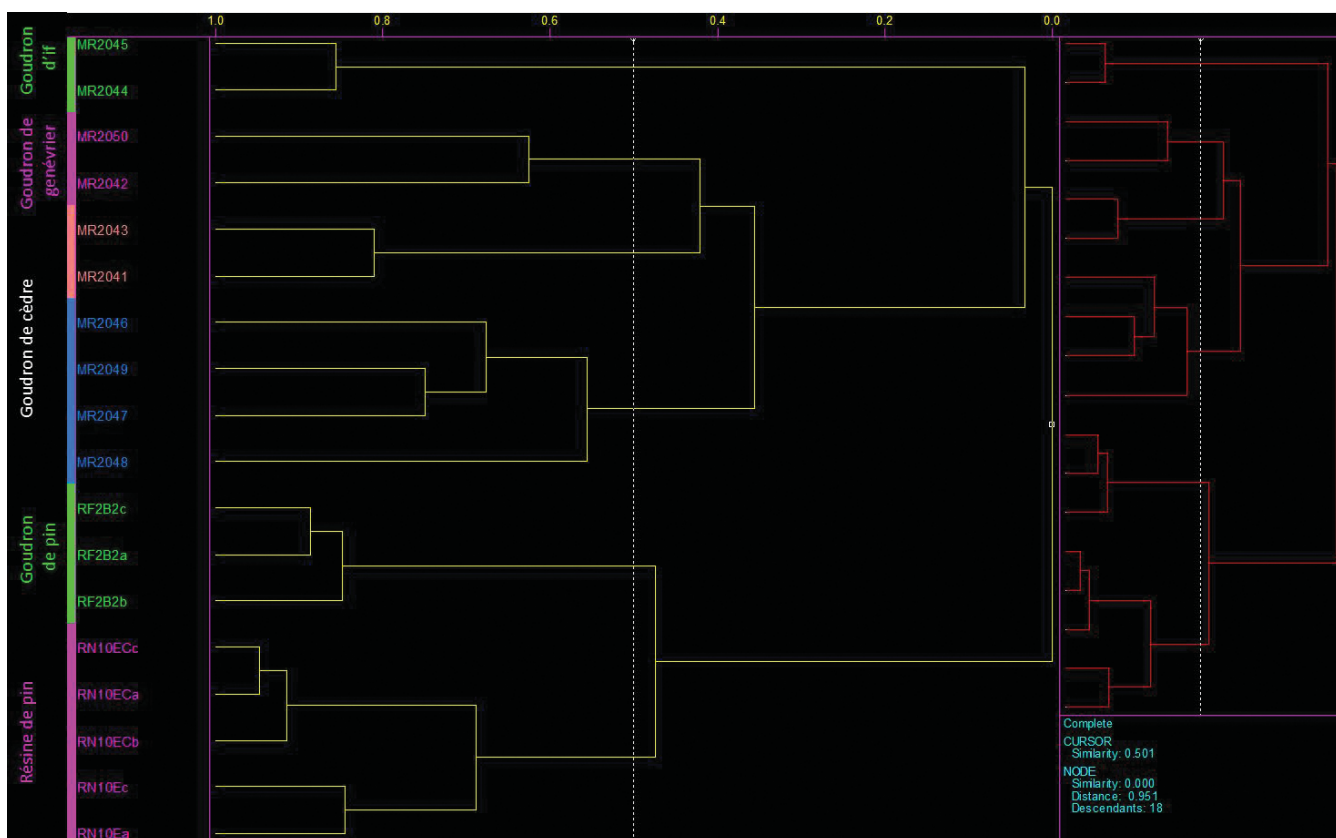 1.0 0.8 0.6 0.4 0.2 0.0
Goudron
d'if
Goudron de
genévrier
Goudron de cèdre
Goudron
de pin
Résine de pin
MR2045
MR2044
MR2050
MR2042
MR2043
MR2041
MR2046
MR2049
MR2047
MR2048
RF2B2c
RF2B2a
RF2B2b
RN10ECc
RN10ECa
RN10ECb
RN10Ec
RN10Ea
Complete
CURSOR
Similarity: 0.501
NODE
Similarity: 0.000
Distance: 0.951
Descendants: 18